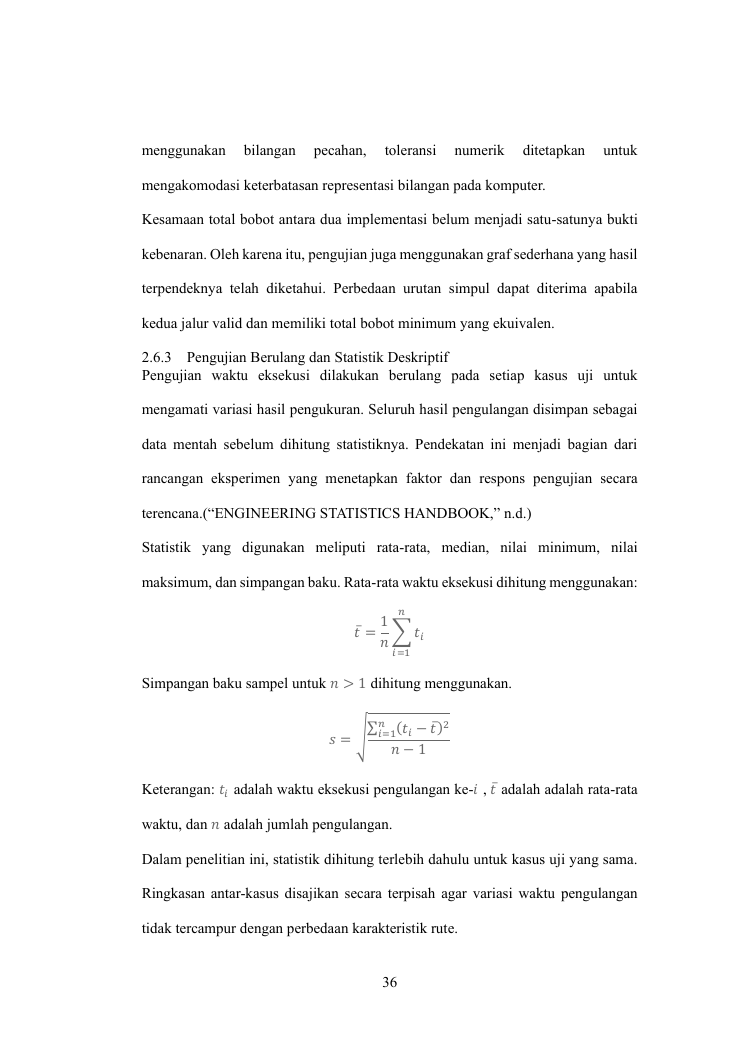 menggunakan bilangan pecahan, toleransi numerik ditetapkan untuk
mengakomodasi keterbatasan representasi bilangan pada komputer.
Kesamaan total bobot antara dua implementasi belum menjadi satu-satunya bukti
kebenaran. Oleh karena itu, pengujian juga menggunakan graf sederhana yang hasil
terpendeknya telah diketahui. Perbedaan urutan simpul dapat diterima apabila
kedua jalur valid dan memiliki total bobot minimum yang ekuivalen.
2.6.3 Pengujian Berulang dan Statistik Deskriptif
Pengujian waktu eksekusi dilakukan berulang pada setiap kasus uji untuk
mengamati variasi hasil pengukuran. Seluruh hasil pengulangan disimpan sebagai
data mentah sebelum dihitung statistiknya. Pendekatan ini menjadi bagian dari
rancangan eksperimen yang menetapkan faktor dan respons pengujian secara
terencana.(“ENGINEERING STATISTICS HANDBOOK,” n.d.)
Statistik yang digunakan meliputi rata-rata, median, nilai minimum, nilai
maksimum, dan simpangan baku. Rata-rata waktu eksekusi dihitung menggunakan:
t̄ = 1/n ∑_{i=1}^{n} t_i
Simpangan baku sampel untuk n > 1 dihitung menggunakan.
s = √(∑_{i=1}^{n}(t_i − t̄)² / (n − 1))
Keterangan: t_i adalah waktu eksekusi pengulangan ke-i , t̄ adalah adalah rata-rata
waktu, dan n adalah jumlah pengulangan.
Dalam penelitian ini, statistik dihitung terlebih dahulu untuk kasus uji yang sama.
Ringkasan antar-kasus disajikan secara terpisah agar variasi waktu pengulangan
tidak tercampur dengan perbedaan karakteristik rute.
36